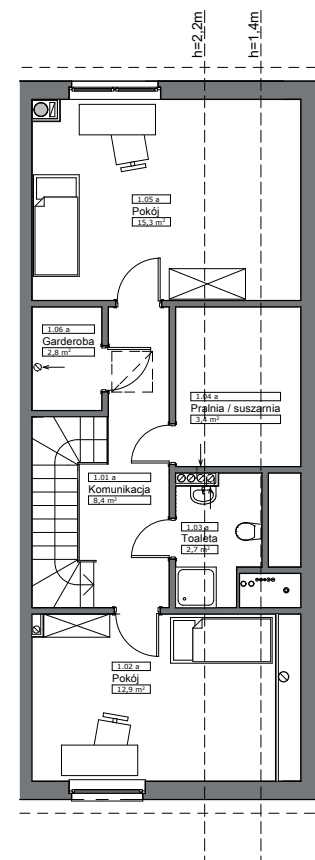 h=2,2m
h=1,4m
1.05 a
Pokój
15,3 m²
1.06 a
Garderoba
2,8 m²
1.04 a
Pralnia / suszarnia
3,4 m²
1.01 a
Komunikacja
8,4 m²
1.03 a
Toaleta
2,7 m²
1.02 a
Pokój
12,9 m²